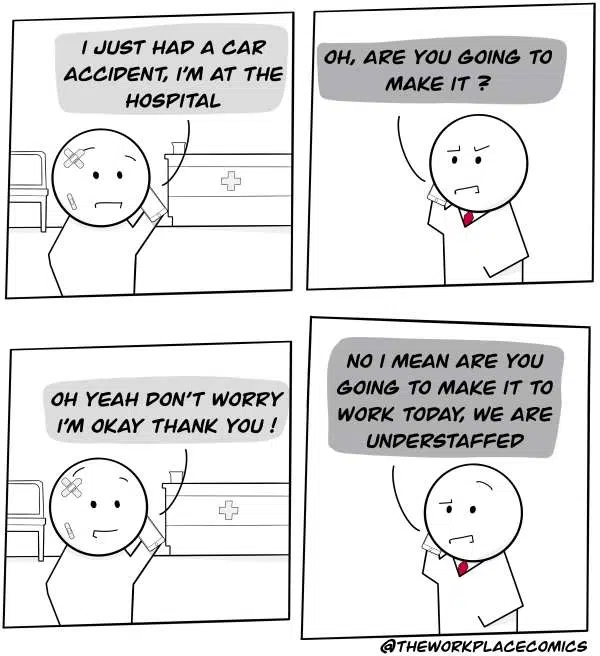 I JUST HAD A CAR
ACCIDENT, I'M AT THE
HOSPITAL
OH, ARE YOU GOING TO
MAKE IT ?
OH YEAH DON'T WORRY
I'M OKAY THANK YOU !
NO I MEAN ARE YOU
GOING TO MAKE IT TO
WORK TODAY, WE ARE
UNDERSTAFFED
@THEWORKPLACECOMICS